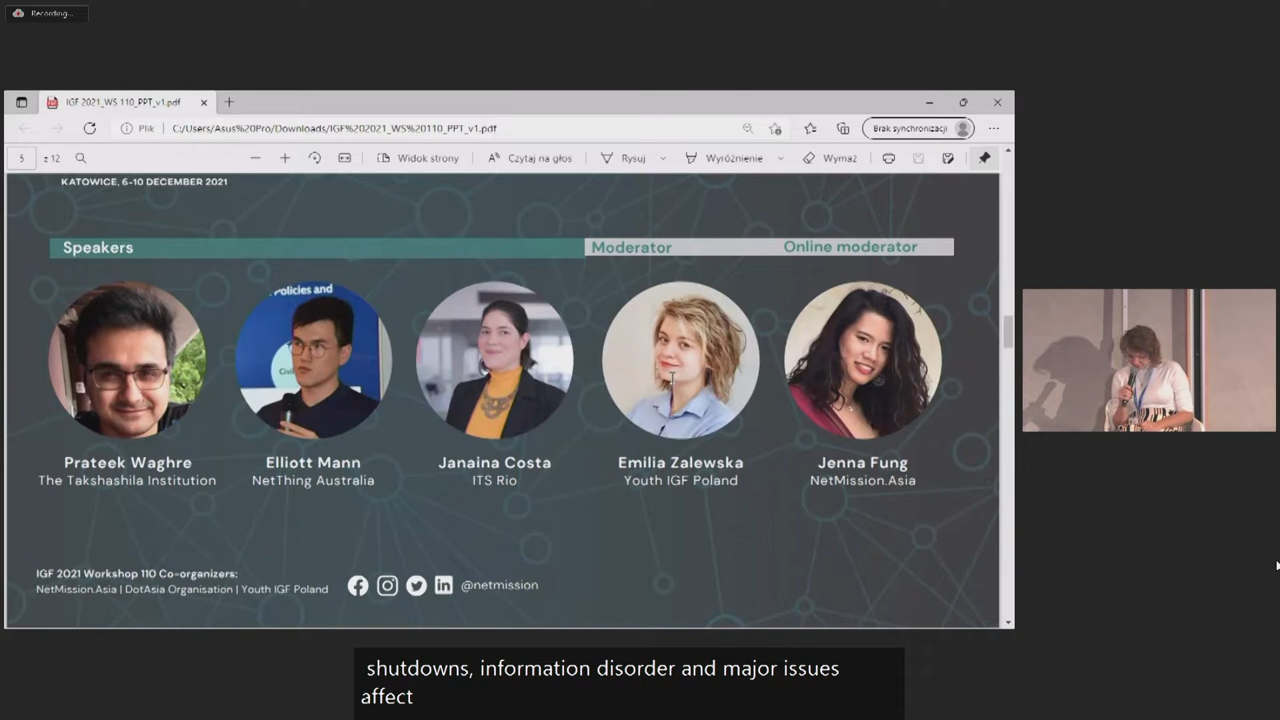 Recording...
IGF 2021_WS 110_PPT_v1.pdf
Plik C:/Users/Asus%20Pro/Downloads/IGF%202021_WS%20110_PPT_v1.pdf Brak synchronizacji
5 z 12 Widok strony Czytaj na głos Rysuj Wyróżnienie Wymaż
KATOWICE, 6-10 DECEMBER 2021
Speakers Moderator Online moderator
Policies and
Civil
Prateek Waghre Elliott Mann Janaina Costa Emilia Zalewska Jenna Fung
The Takshashila Institution NetThing Australia ITS Rio Youth IGF Poland NetMission.Asia
IGF 2021 Workshop 110 Co-organizers:
NetMission.Asia | DotAsia Organisation | Youth IGF Poland @netmission
shutdowns, information disorder and major issues
affect